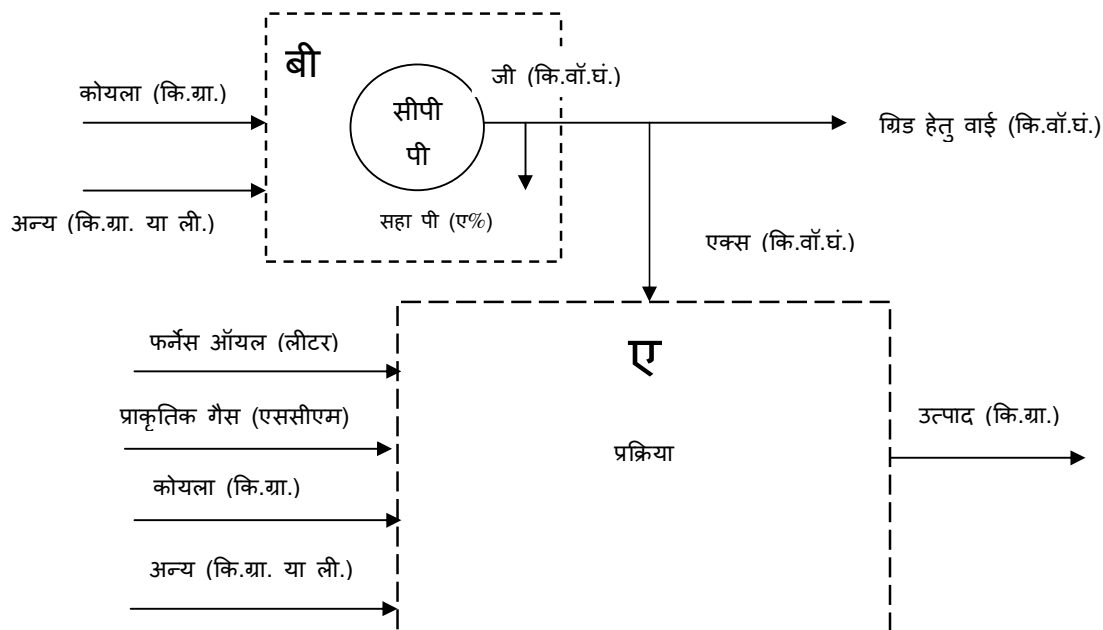 बी
जी (कि.वॉ.घं.)
कोयला (कि.ग्रा.)
सीपी
पी
ग्रिड हेतु वाई (कि.वॉ.घं.)
अन्य (कि.ग्रा. या ली.)
सहा पी (ए%)
एक्स (कि.वॉ.घं.)
फर्नेस ऑयल (लीटर)
ए
प्राकृतिक गैस (एससीएम)
उत्पाद (कि.ग्रा.)
प्रक्रिया
कोयला (कि.ग्रा.)
अन्य (कि.ग्रा. या ली.)